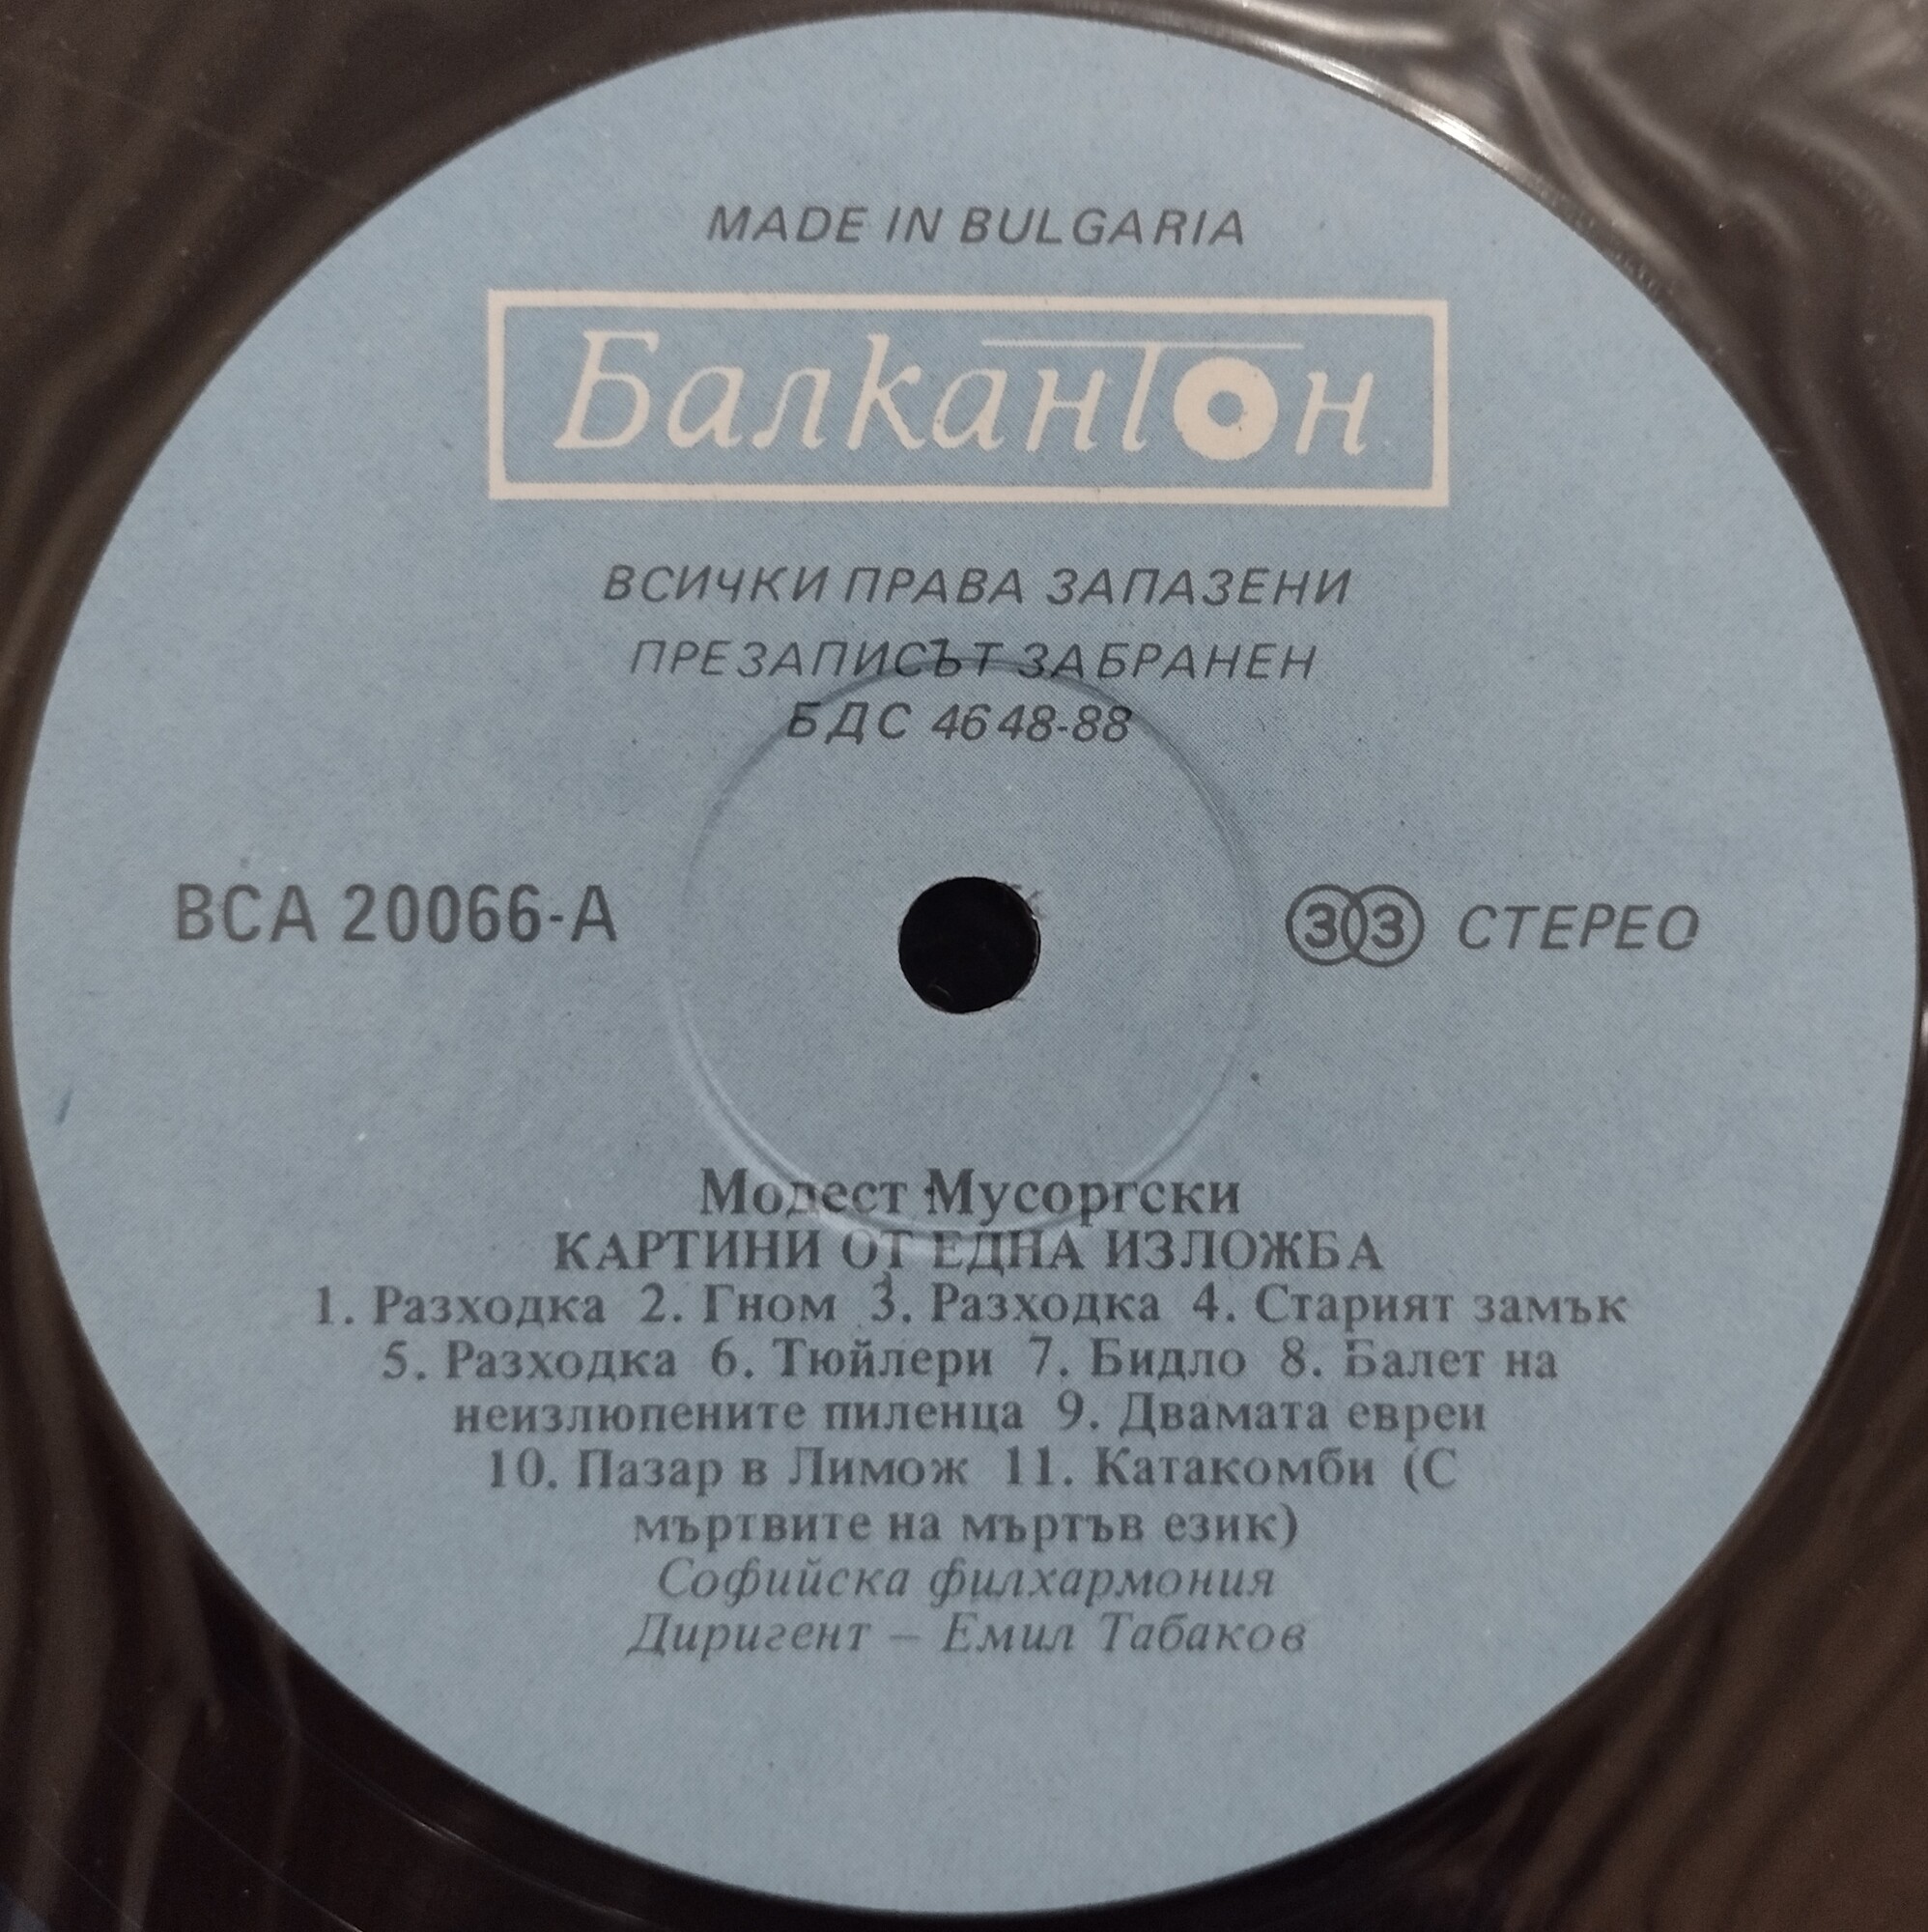 MADE IN BULGARIA
Балкантон
ВСИЧКИ ПРАВА ЗАПАЗЕНИ
ПРЕЗАПИСЪТ ЗАБРАНЕН
БДС 4648-88
ВСА 20066-А
33 СТЕРЕО
Модест Мусоргски
КАРТИНИ ОТ ЕДНА ИЗЛОЖБА
1. Разходка 2. Гном 3. Разходка 4. Старият замък
5. Разходка 6. Тюйлери 7. Бидло 8. Балет на
неизлюпените пиленца 9. Двамата евреи
10. Пазар в Лимож 11. Катакомби (С
мъртвите на мъртъв език)
Софийска филхармония
Диригент – Емил Табаков